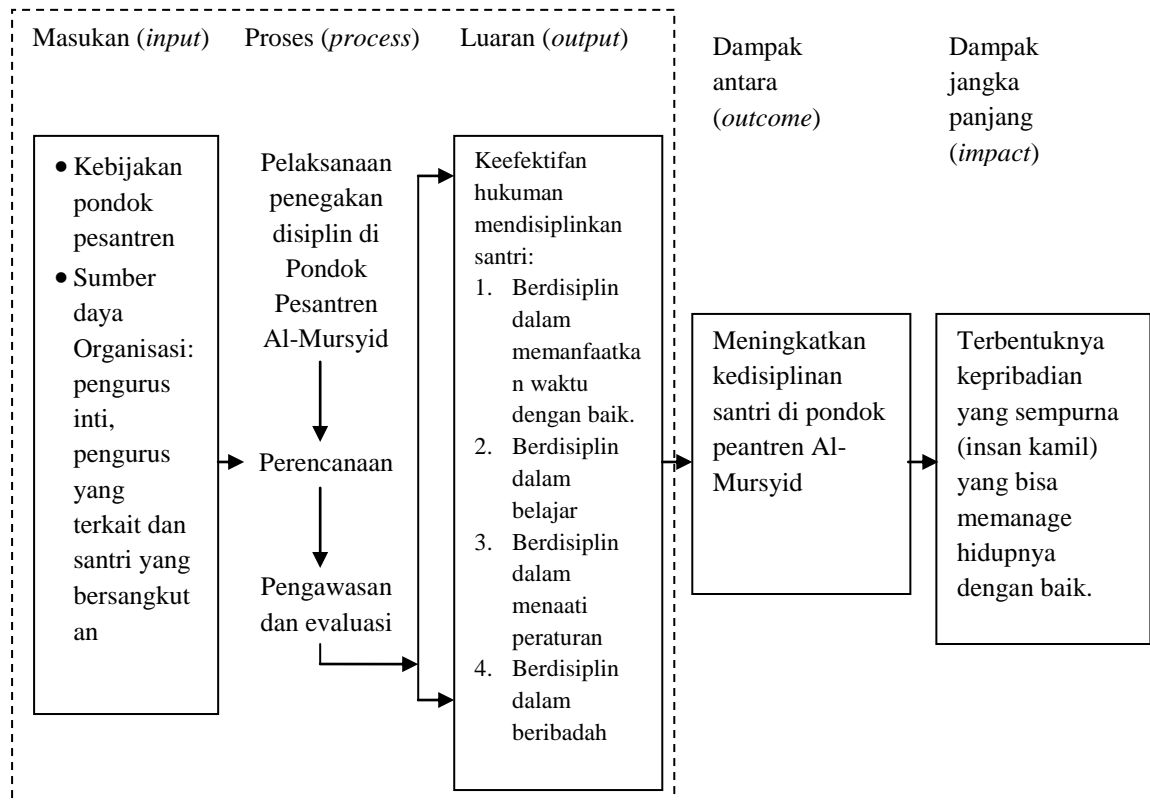 Masukan (input)
Proses (process)
Luaran (output)
Dampak
antara
(outcome)
Dampak
jangka
panjang
(impact)
• Kebijakan
pondok
pesantren
• Sumber
daya
Organisasi:
pengurus
inti,
pengurus
yang
terkait dan
santri yang
bersangkut
an
Pelaksanaan
penegakan
disiplin di
Pondok
Pesantren
Al-Mursyid
Perencanaan
Pengawasan
dan evaluasi
Keefektifan
hukuman
mendisiplinkan
santri:
1. Berdisiplin
dalam
memanfaatka
n waktu
dengan baik.
2. Berdisiplin
dalam
belajar
3. Berdisiplin
dalam
menaati
peraturan
4. Berdisiplin
dalam
beribadah
Meningkatkan
kedisiplinan
santri di pondok
peantren Al-
Mursyid
Terbentuknya
kepribadian
yang sempurna
(insan kamil)
yang bisa
memanage
hidupnya
dengan baik.